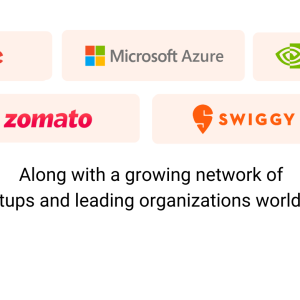 Microsoft Azure
zomato
SWIGGY
Along with a growing network of
tups and leading organizations world